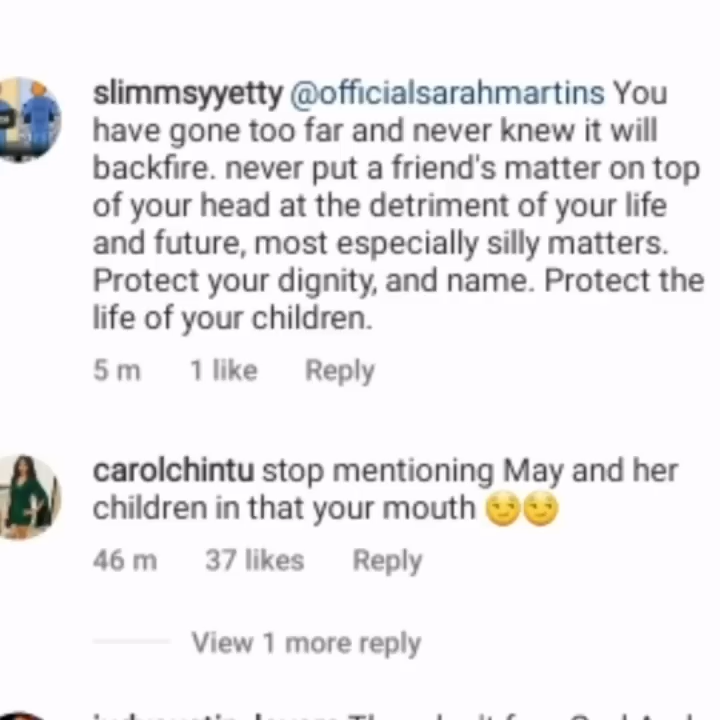 slimmsyyetty @officialsarahmartins You
have gone too far and never knew it will
backfire. never put a friend's matter on top
of your head at the detriment of your life
and future, most especially silly matters.
Protect your dignity, and name. Protect the
life of your children.
5 m 1 like Reply
carolchintu stop mentioning May and her
children in that your mouth 😏😏
46 m 37 likes Reply
View 1 more reply